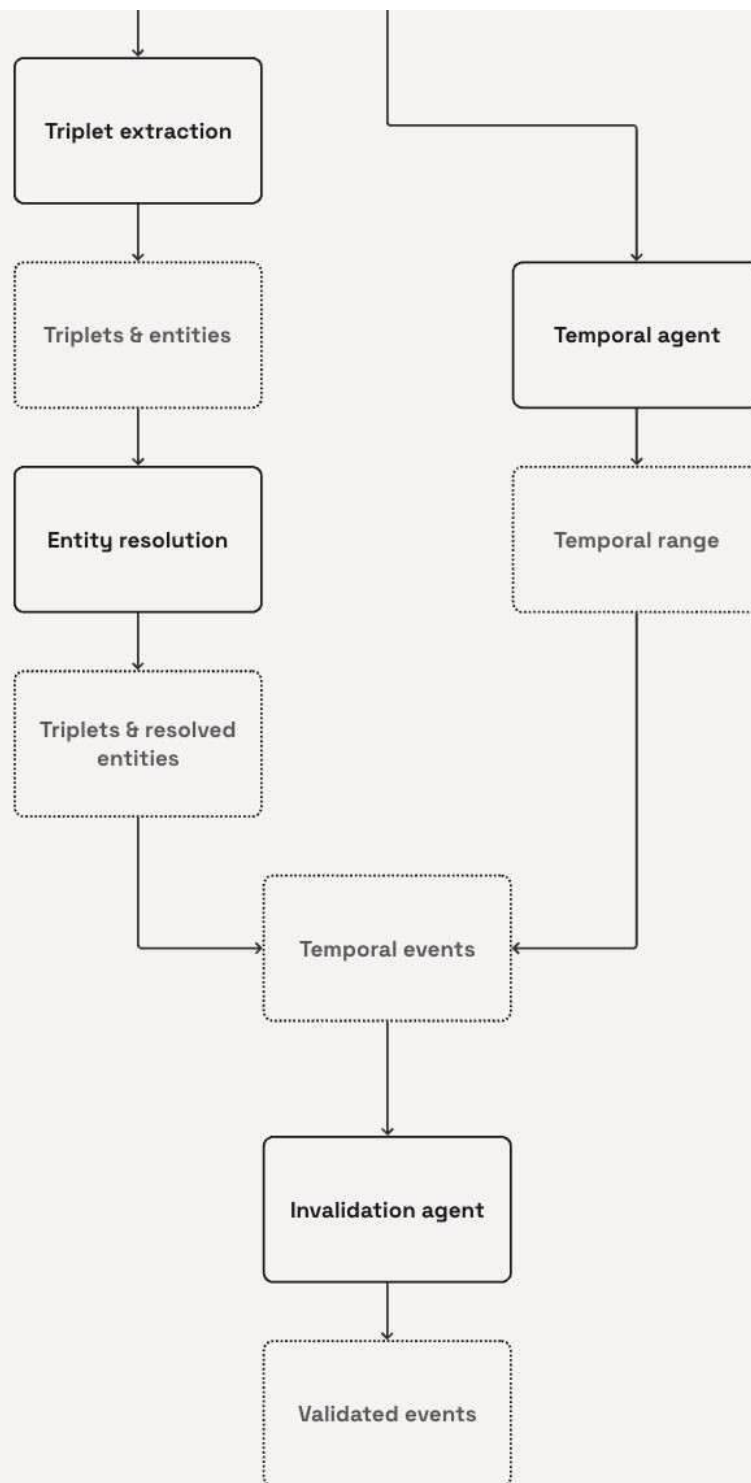 Triplet extraction
Triplets & entities
Temporal agent
Entity resolution
Temporal range
Triplets & resolved
entities
Temporal events
Invalidation agent
Validated events